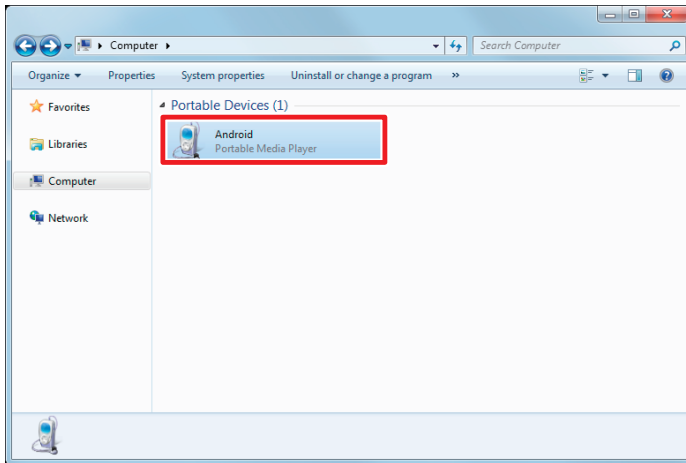 Computer
Search Computer
Organize
Properties
System properties
Uninstall or change a program
»
Favorites
Libraries
Computer
Network
Portable Devices (1)
Android
Portable Media Player